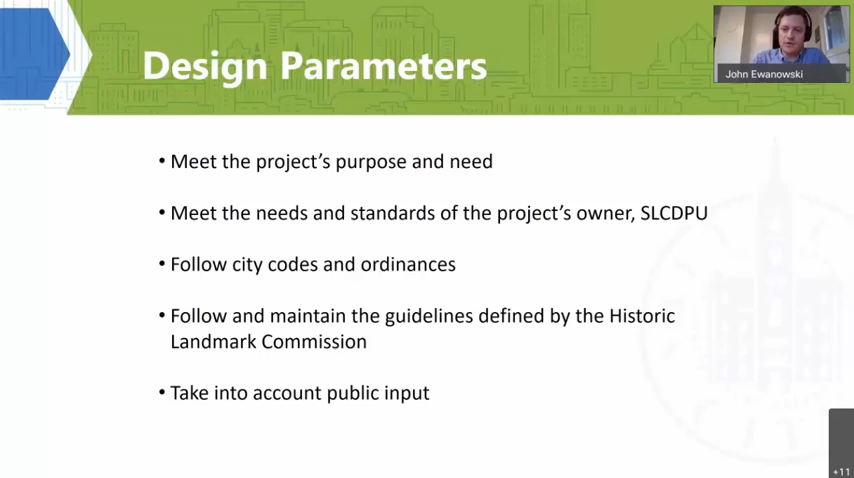 Design Parameters
John Ewanowski
• Meet the project’s purpose and need
• Meet the needs and standards of the project’s owner, SLCDPU
• Follow city codes and ordinances
• Follow and maintain the guidelines defined by the Historic
Landmark Commission
• Take into account public input
+11